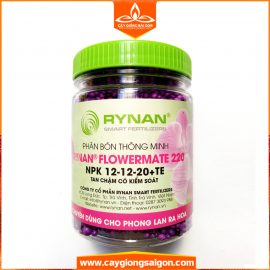 CÂY GIỐNG SÀI GÒN
RYNAN®
SMART FERTILIZERS
PHÂN BÓN THÔNG MINH
RYNAN® FLOWERMATE 220
NPK 12-12-20+TE
TAN CHẬM CÓ KIỂM SOÁT
CÔNG TY CỔ PHẦN RYNAN SMART FERTILIZERS
CHUYÊN DÙNG CHO PHONG LAN RA HOA
www.caygiongsaigon.com